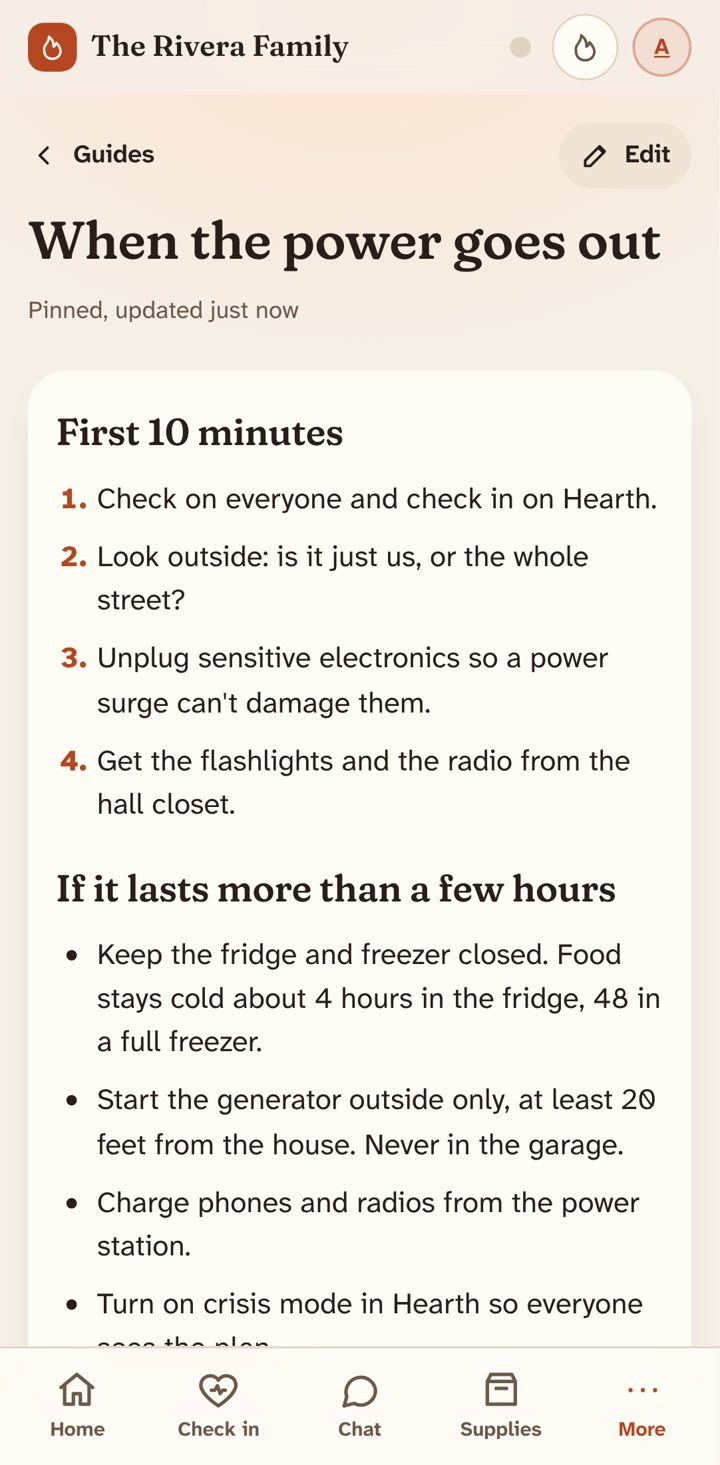 The Rivera Family
A
Guides
Edit
When the power goes out
Pinned, updated just now
First 10 minutes
1. Check on everyone and check in on Hearth.
2. Look outside: is it just us, or the whole
street?
3. Unplug sensitive electronics so a power
surge can't damage them.
4. Get the flashlights and the radio from the
hall closet.
If it lasts more than a few hours
• Keep the fridge and freezer closed. Food
stays cold about 4 hours in the fridge, 48 in
a full freezer.
• Start the generator outside only, at least 20
feet from the house. Never in the garage.
• Charge phones and radios from the power
station.
• Turn on crisis mode in Hearth so everyone
sees the plan
Home
Check in
Chat
Supplies
More